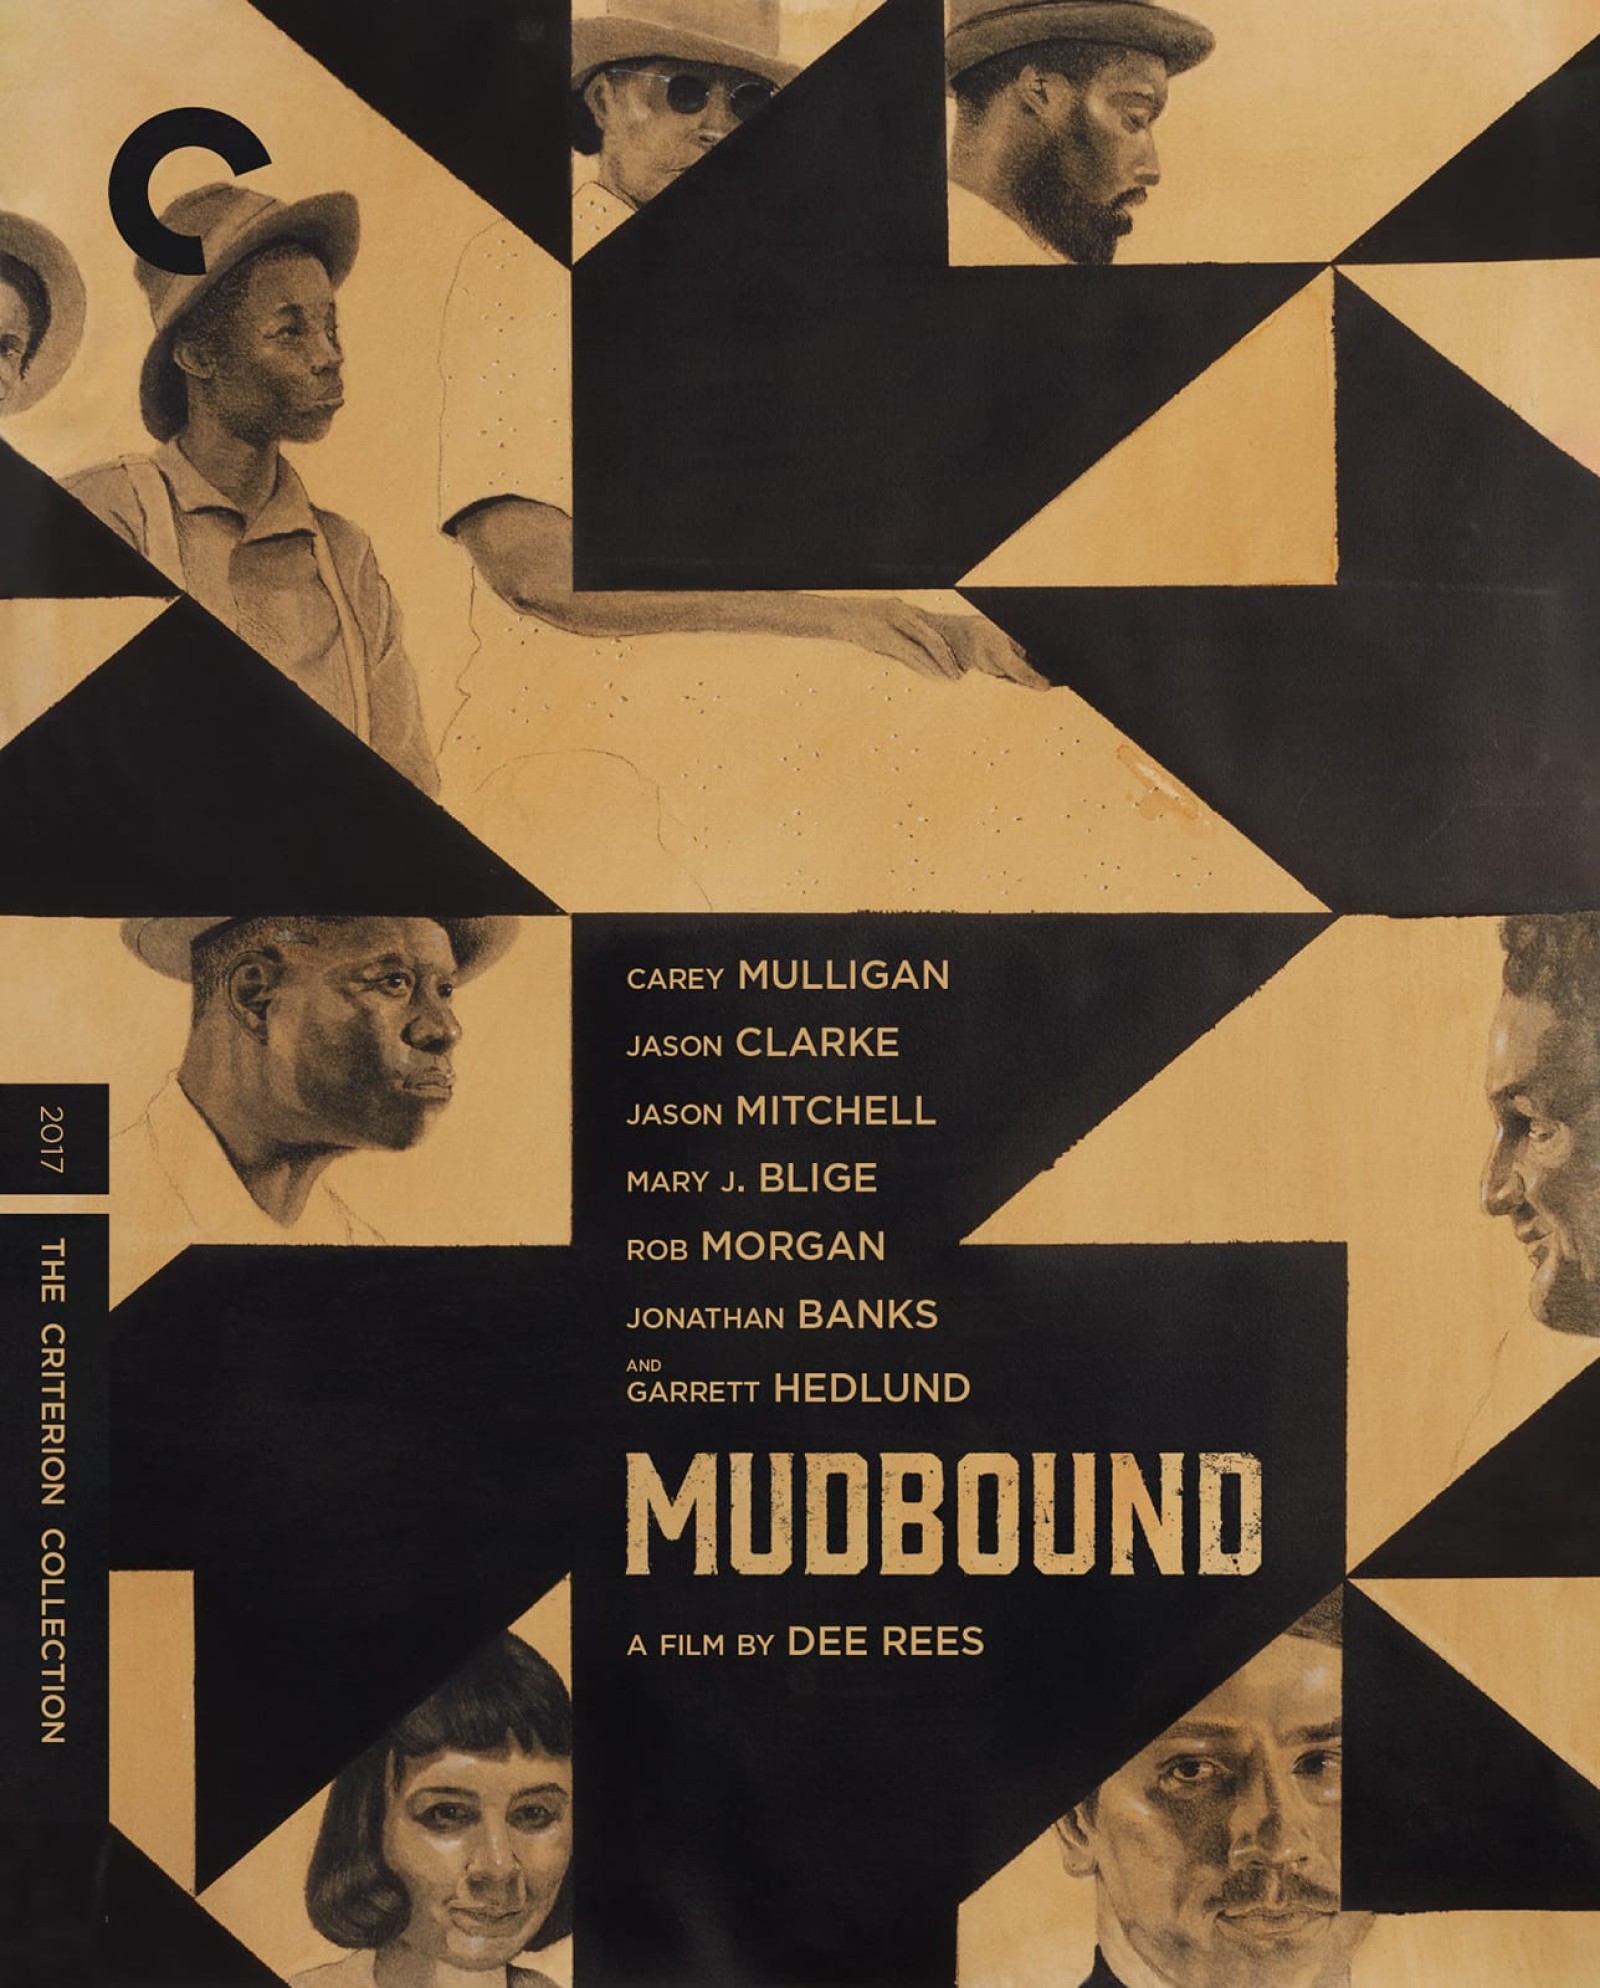 CAREY MULLIGAN
JASON CLARKE
JASON MITCHELL
MARY J. BLIGE
ROB MORGAN
JONATHAN BANKS
AND
GARRETT HEDLUND
MUDBOUND
A FILM BY DEE REES
2017
THE CRITERION COLLECTION